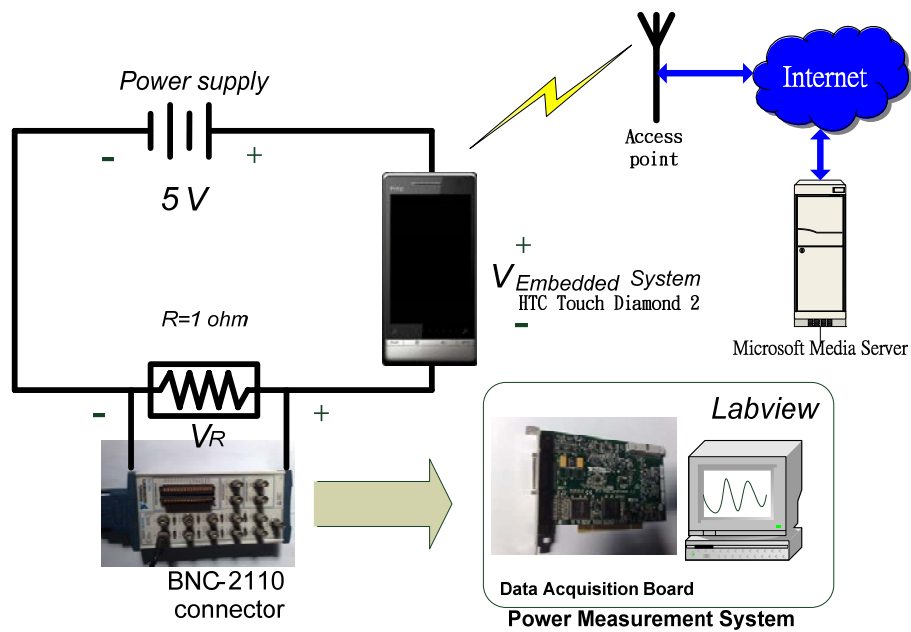 Power supply
- +
5 V
Internet
Access
point
hTC
+
V Embedded System
HTC Touch Diamond 2
-
Microsoft Media Server
R=1 ohm
- +
VR
Labview
BNC-2110
connector
Data Acquisition Board
Power Measurement System